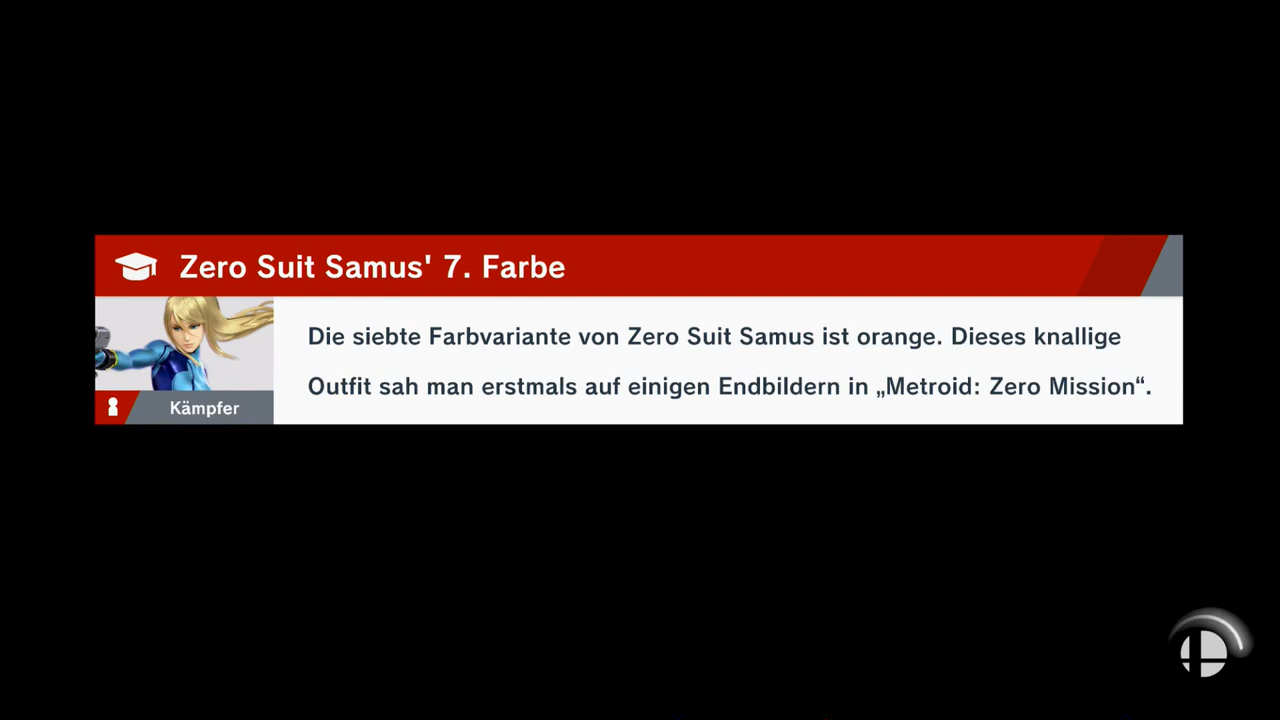 Zero Suit Samus' 7. Farbe
Die siebte Farbvariante von Zero Suit Samus ist orange. Dieses knallige
Outfit sah man erstmals auf einigen Endbildern in „Metroid: Zero Mission“.
Kämpfer